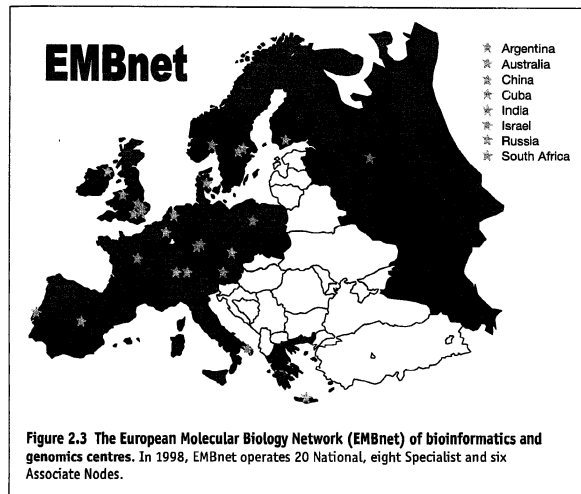 EMBnet
Argentina
Australia
China
Cuba
India
Israel
Russia
South Africa
Figure 2.3 The European Molecular Biology Network (EMBnet) of bioinformatics and
genomics centres. In 1998, EMBnet operates 20 National, eight Specialist and six
Associate Nodes.